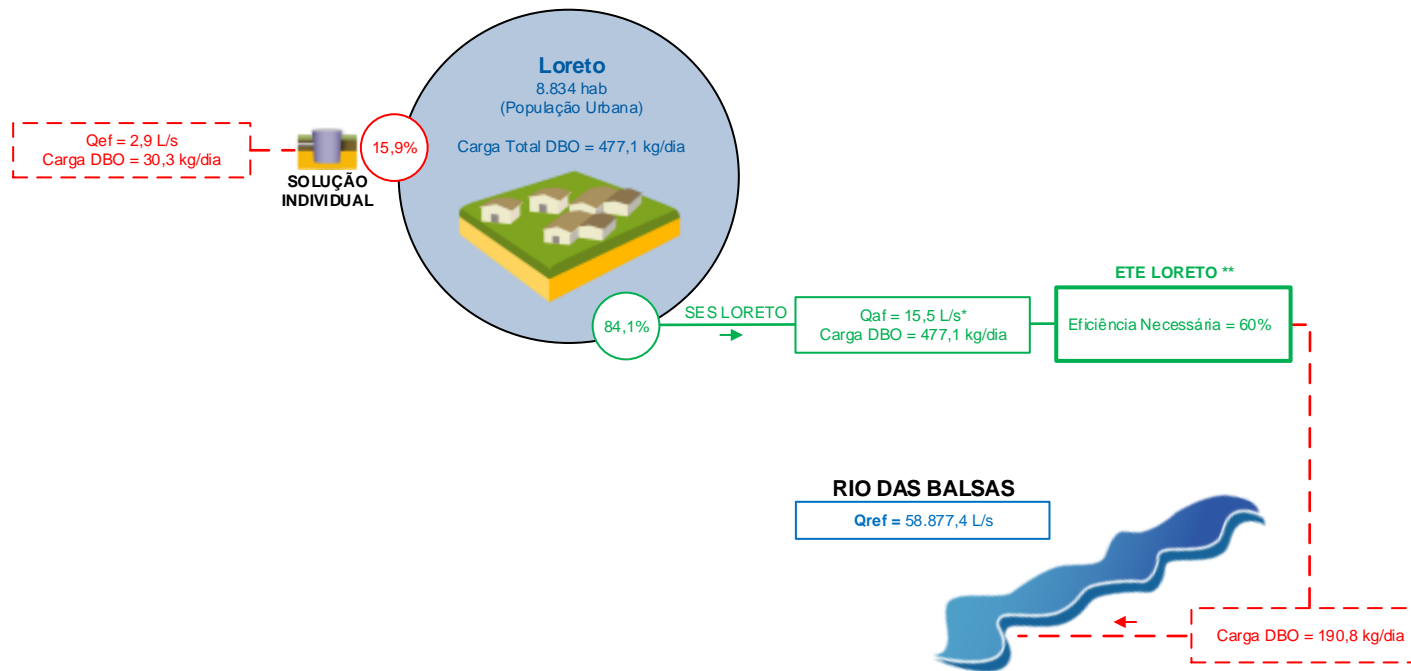 Loreto
8.834 hab
(População Urbana)
Carga Total DBO = 477,1 kg/dia
Qef = 2,9 L/s
Carga DBO = 30,3 kg/dia
15,9%
SOLUÇÃO
INDIVIDUAL
84,1%
SES LORETO
Qaf = 15,5 L/s*
Carga DBO = 477,1 kg/dia
ETE LORETO **
Eficiência Necessária = 60%
RIO DAS BALSAS
Qref = 58.877,4 L/s
Carga DBO = 190,8 kg/dia